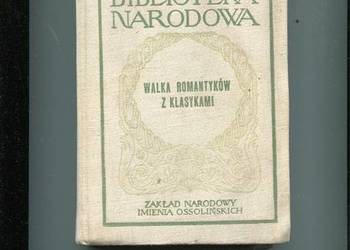 BIBLIOTEKA
NARODOWA
WALKA ROMANTYKÓW
Z KLASYKAMI
ZAKŁAD NARODOWY
IMIENIA OSSOLIŃSKICH